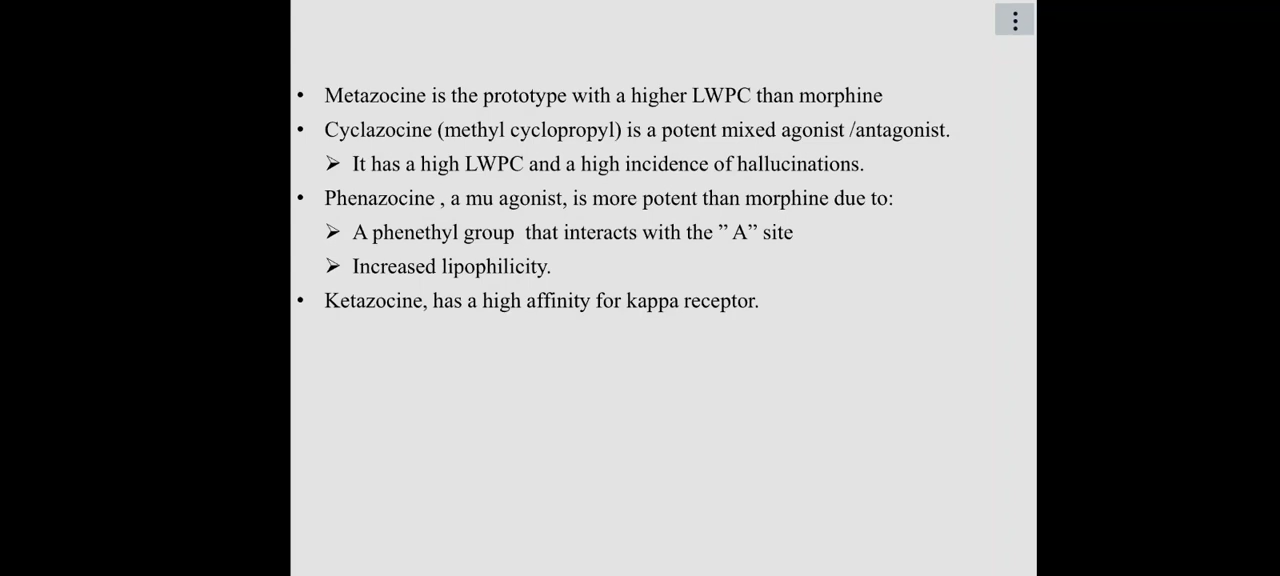 • Metazocine is the prototype with a higher LWPC than morphine
• Cyclazocine (methyl cyclopropyl) is a potent mixed agonist /antagonist.
➢ It has a high LWPC and a high incidence of hallucinations.
• Phenazocine , a mu agonist, is more potent than morphine due to:
➢ A phenethyl group  that interacts with the ” A” site
➢ Increased lipophilicity.
• Ketazocine, has a high affinity for kappa receptor.